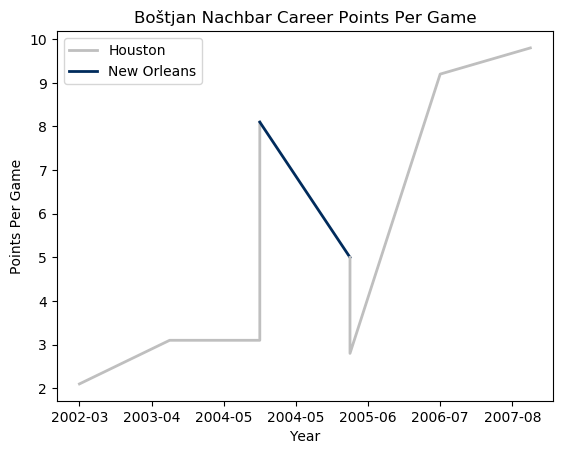 Boštjan Nachbar Career Points Per Game
Houston
New Orleans
10
9
8
7
6
5
4
3
2
Points Per Game
2002-03 2003-04 2004-05 2004-05 2005-06 2006-07 2007-08
Year